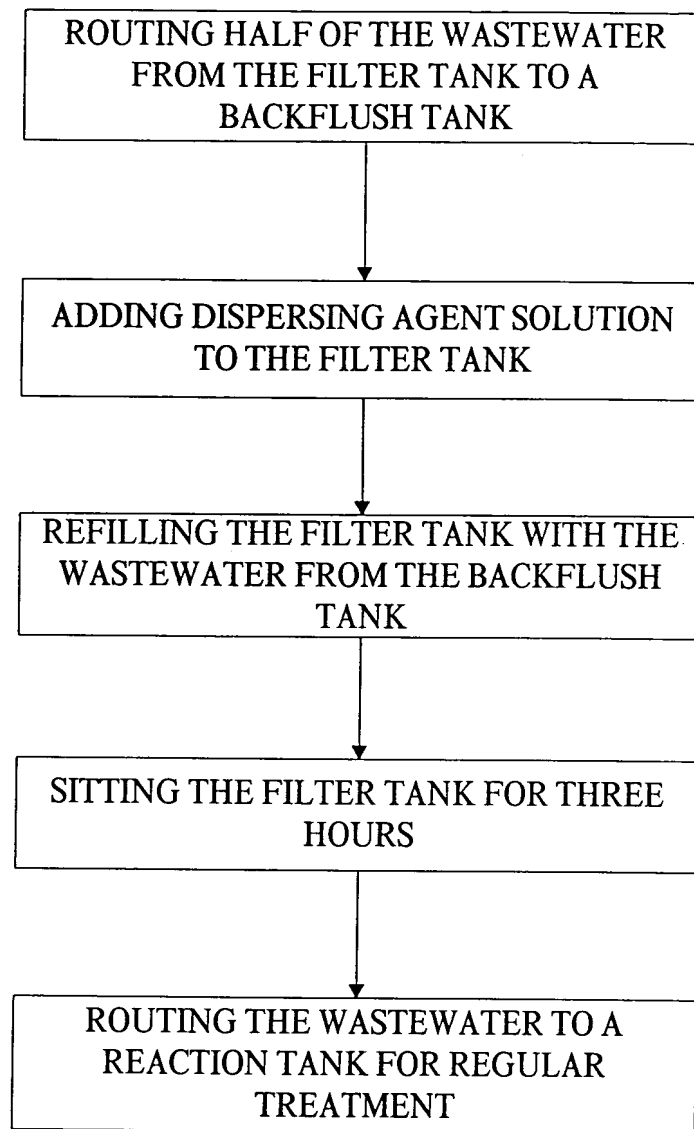 ROUTING HALF OF THE WASTEWATER
FROM THE FILTER TANK TO A
BACKFLUSH TANK
ADDING DISPERSING AGENT SOLUTION
TO THE FILTER TANK
REFILLING THE FILTER TANK WITH THE
WASTEWATER FROM THE BACKFLUSH
TANK
SITTING THE FILTER TANK FOR THREE
HOURS
ROUTING THE WASTEWATER TO A
REACTION TANK FOR REGULAR
TREATMENT